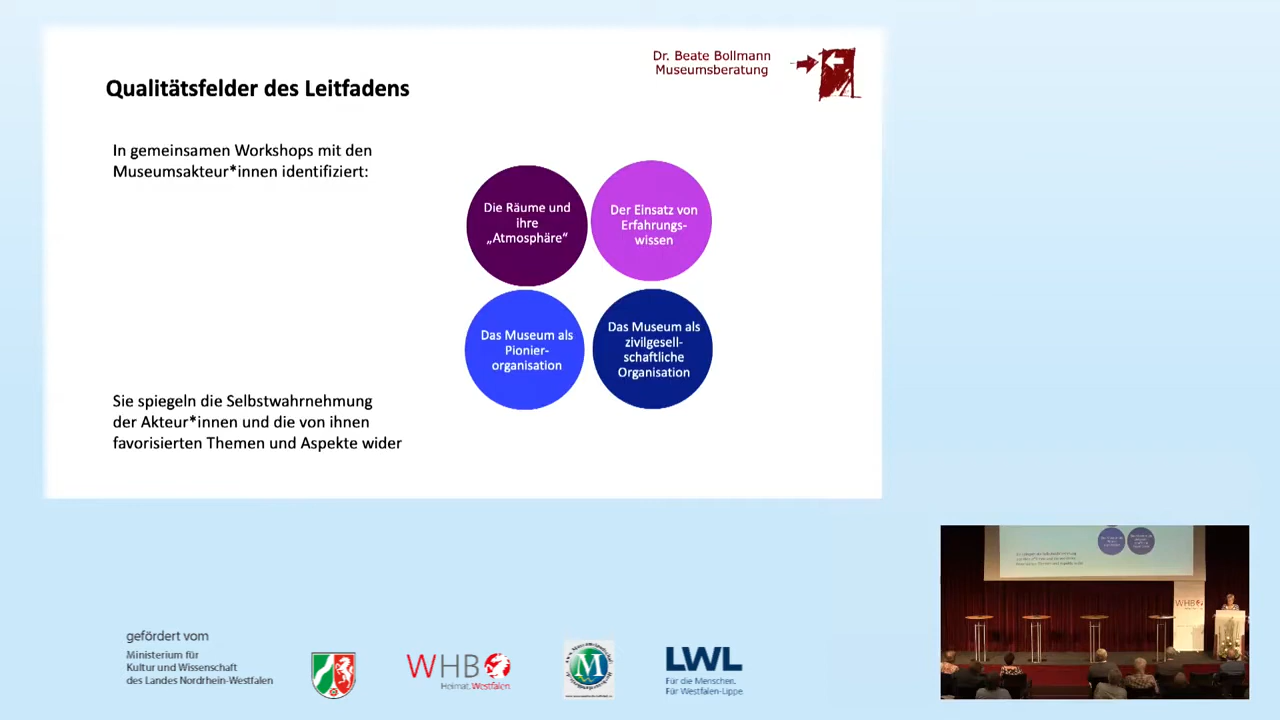 Dr. Beate Bollmann
Museumsberatung
Qualitätsfelder des Leitfadens
In gemeinsamen Workshops mit den
Museumsakteur*innen identifiziert:
Die Räume und
ihre
„Atmosphäre“
Der Einsatz von
Erfahrungs-
wissen
Das Museum als
Pionier-
organisation
Das Museum als
zivilgesell-
schaftliche
Organisation
Sie spiegeln die Selbstwahrnehmung
der Akteur*innen und die von ihnen
favorisierten Themen und Aspekte wider
gefördert vom
Ministerium für
Kultur und Wissenschaft
des Landes Nordrhein-Westfalen
WHB
Heimat. Westfalen.
M
LWL
Für die Menschen.
Für Westfalen-Lippe.
WHB